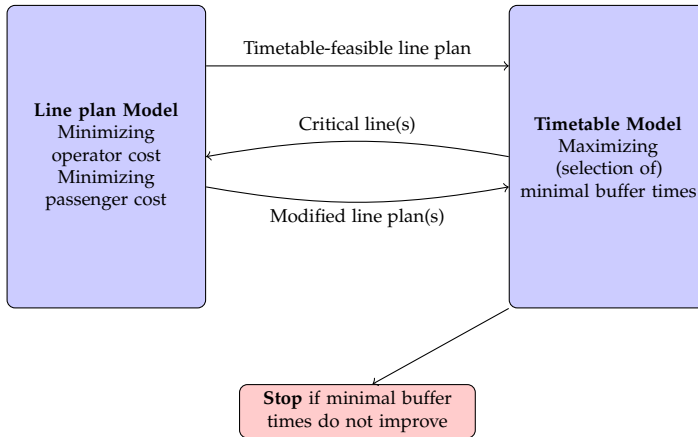 Timetable-feasible line plan
Line plan Model
Minimizing
operator cost
Minimizing
passenger cost
Critical line(s)
Timetable Model
Maximizing
(selection of)
minimal buffer times
Modified line plan(s)
Stop if minimal buffer
times do not improve